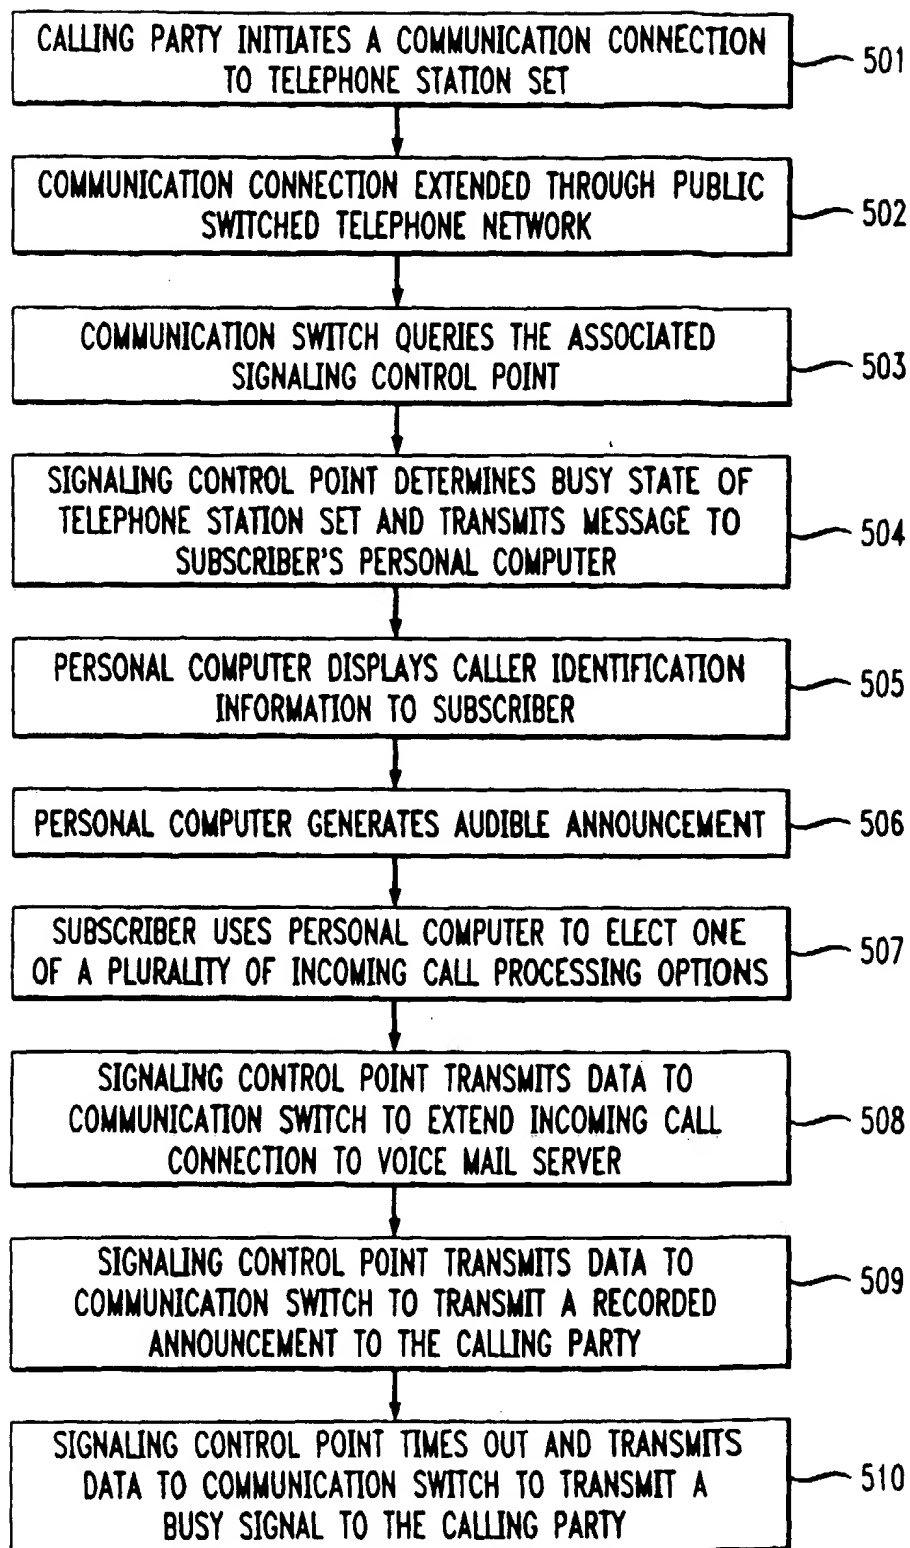 CALLING PARTY INITIATES A COMMUNICATION CONNECTION
TO TELEPHONE STATION SET
501
COMMUNICATION CONNECTION EXTENDED THROUGH PUBLIC
SWITCHED TELEPHONE NETWORK
502
COMMUNICATION SWITCH QUERIES THE ASSOCIATED
SIGNALING CONTROL POINT
503
SIGNALING CONTROL POINT DETERMINES BUSY STATE OF
TELEPHONE STATION SET AND TRANSMITS MESSAGE TO
SUBSCRIBER'S PERSONAL COMPUTER
504
PERSONAL COMPUTER DISPLAYS CALLER IDENTIFICATION
INFORMATION TO SUBSCRIBER
505
PERSONAL COMPUTER GENERATES AUDIBLE ANNOUNCEMENT
506
SUBSCRIBER USES PERSONAL COMPUTER TO ELECT ONE
OF A PLURALITY OF INCOMING CALL PROCESSING OPTIONS
507
SIGNALING CONTROL POINT TRANSMITS DATA TO
COMMUNICATION SWITCH TO EXTEND INCOMING CALL
CONNECTION TO VOICE MAIL SERVER
508
SIGNALING CONTROL POINT TRANSMITS DATA TO
COMMUNICATION SWITCH TO TRANSMIT A RECORDED
ANNOUNCEMENT TO THE CALLING PARTY
509
SIGNALING CONTROL POINT TIMES OUT AND TRANSMITS
DATA TO COMMUNICATION SWITCH TO TRANSMIT A
BUSY SIGNAL TO THE CALLING PARTY
510